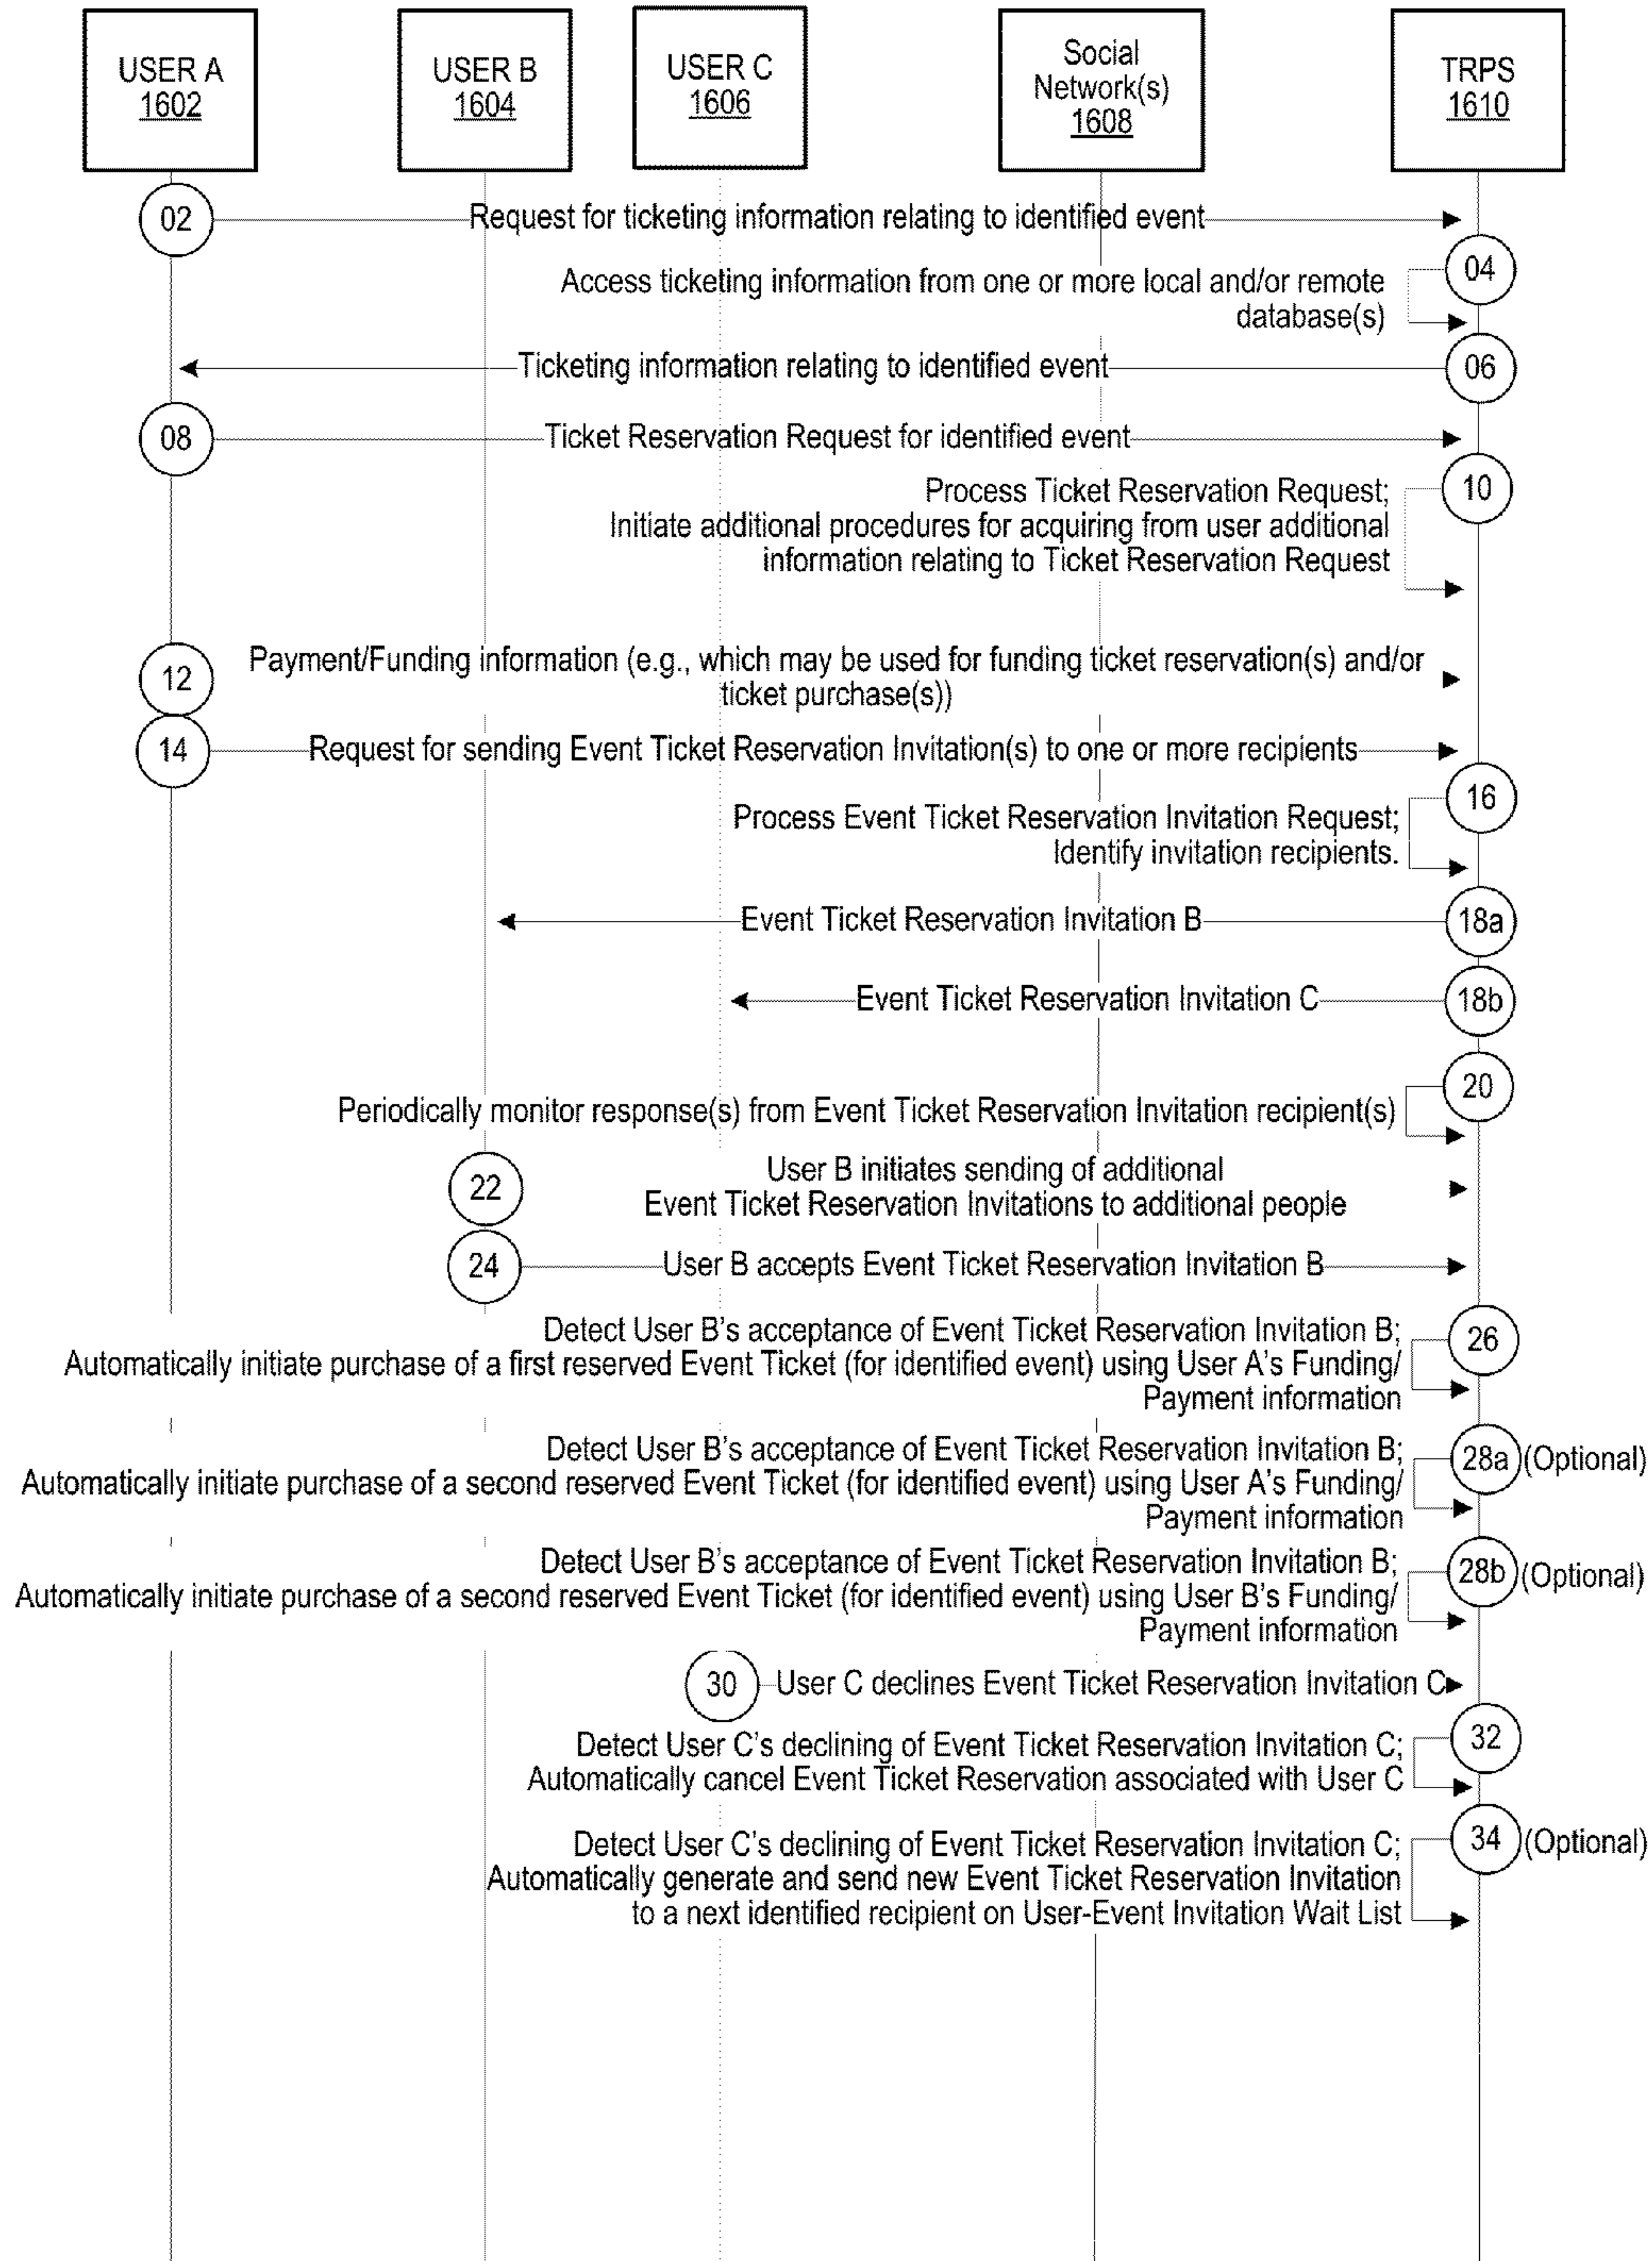 USER A
1602
USER B
1604
USER C
1606
Social
Network(s)
1608
TRPS
1610
02
Request for ticketing information relating to identified event
04
Access ticketing information from one or more local and/or remote
database(s)
Ticketing information relating to identified event
06
08
Ticket Reservation Request for identified event
10
Process Ticket Reservation Request;
Initiate additional procedures for acquiring from user additional
information relating to Ticket Reservation Request
12
Payment/Funding information (e.g., which may be used for funding ticket reservation(s) and/or
ticket purchase(s))
14
Request for sending Event Ticket Reservation Invitation(s) to one or more recipients
16
Process Event Ticket Reservation Invitation Request;
Identify invitation recipients.
Event Ticket Reservation Invitation B
18a
Event Ticket Reservation Invitation C
18b
20
Periodically monitor response(s) from Event Ticket Reservation Invitation recipient(s)
22
User B initiates sending of additional
Event Ticket Reservation Invitations to additional people
24
User B accepts Event Ticket Reservation Invitation B
Detect User B's acceptance of Event Ticket Reservation Invitation B;
26
Automatically initiate purchase of a first reserved Event Ticket (for identified event) using User A's Funding/
Payment information
Detect User B's acceptance of Event Ticket Reservation Invitation B;
28a (Optional)
Automatically initiate purchase of a second reserved Event Ticket (for identified event) using User A's Funding/
Payment information
Detect User B's acceptance of Event Ticket Reservation Invitation B;
28b (Optional)
Automatically initiate purchase of a second reserved Event Ticket (for identified event) using User B's Funding/
Payment information
30
User C declines Event Ticket Reservation Invitation C
32
Detect User C's declining of Event Ticket Reservation Invitation C;
Automatically cancel Event Ticket Reservation associated with User C
34 (Optional)
Detect User C's declining of Event Ticket Reservation Invitation C;
Automatically generate and send new Event Ticket Reservation Invitation
to a next identified recipient on User-Event Invitation Wait List